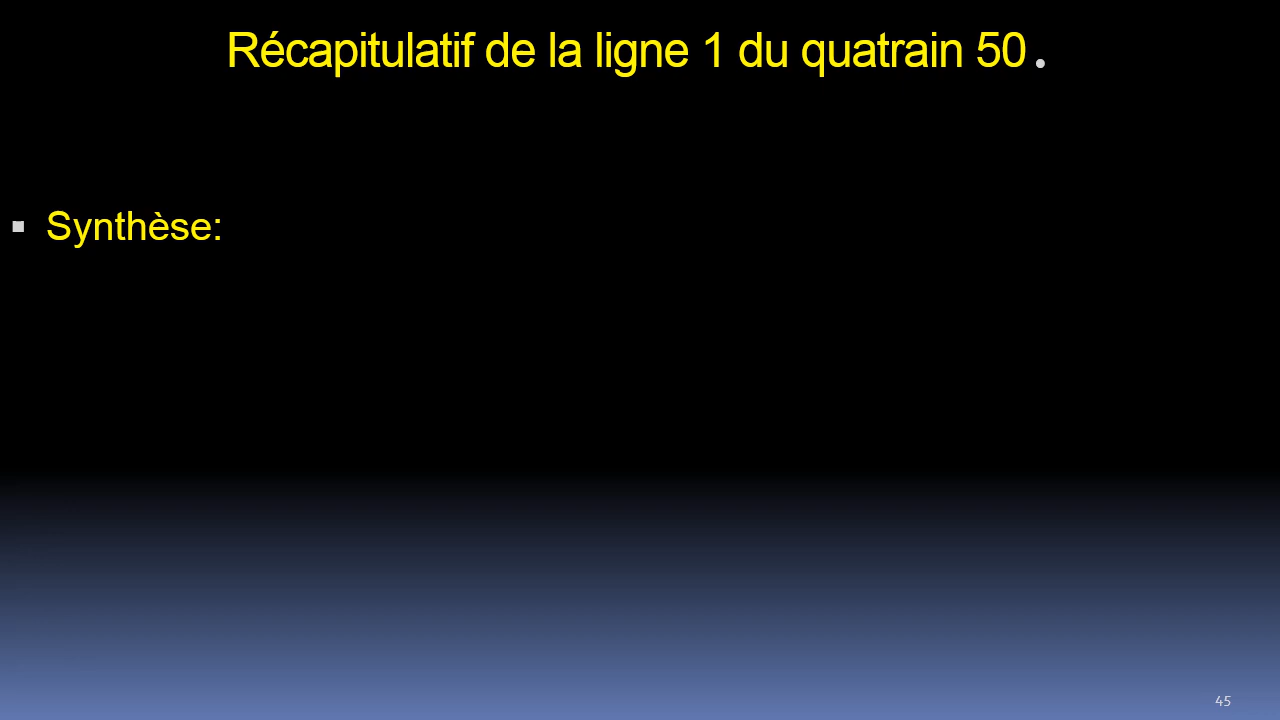 Récapitulatif de la ligne 1 du quatrain 50.
▪ Synthèse:
45